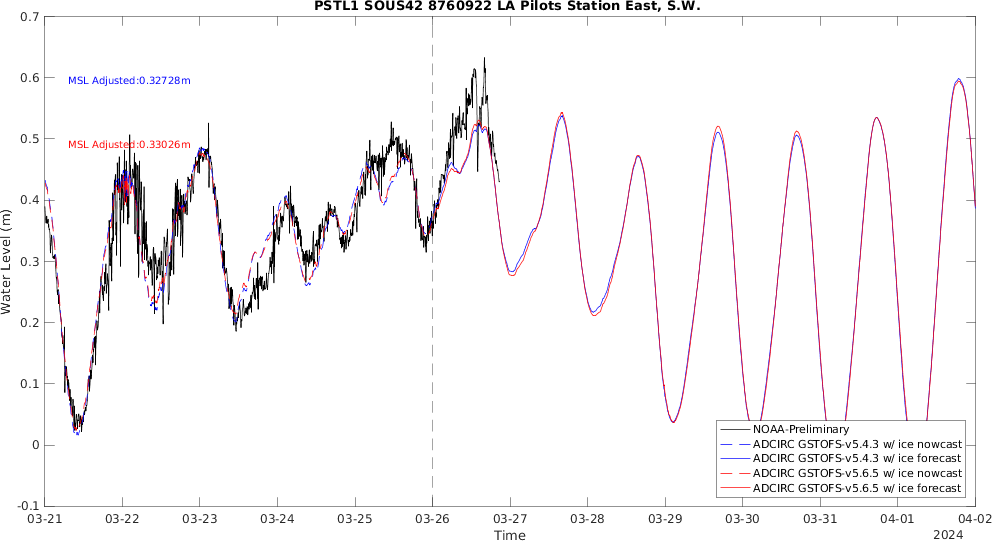 PSTL1 SOUS42 8760922 LA Pilots Station East, S.W.
0.7
0.6
0.5
0.4
0.3
0.2
0.1
0
-0.1
Water Level (m)
MSL Adjusted:0.32728m
MSL Adjusted:0.33026m
NOAA-Preliminary
ADCIRC GSTOFS-v5.4.3 w/ ice nowcast
ADCIRC GSTOFS-v5.4.3 w/ ice forecast
ADCIRC GSTOFS-v5.6.5 w/ ice nowcast
ADCIRC GSTOFS-v5.6.5 w/ ice forecast
03-21 03-22 03-23 03-24 03-25 03-26 03-27 03-28 03-29 03-30 03-31 04-01 04-02
Time
2024